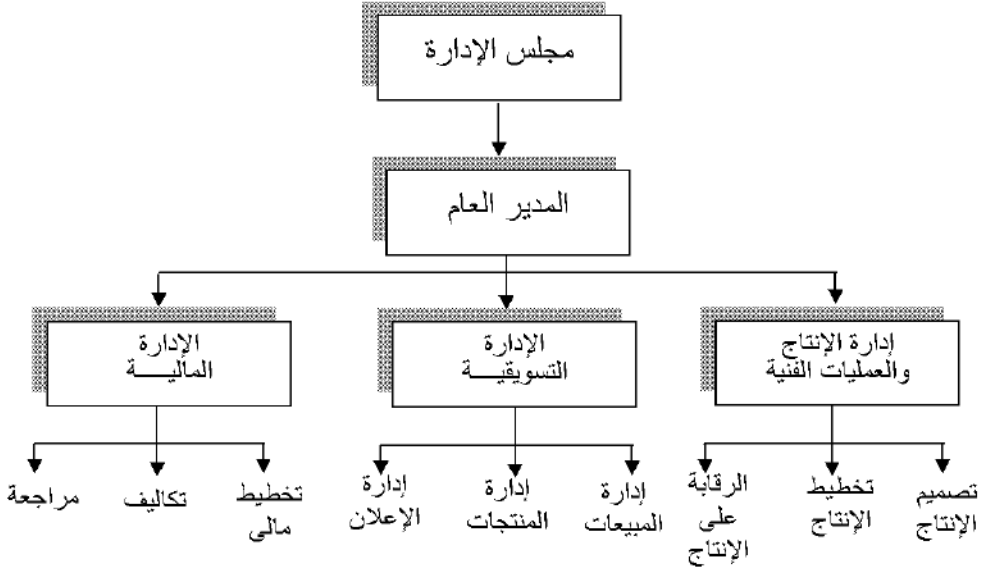 مجلس الإدارة
المدير العام
إدارة الإنتاج
والعمليات الفنية
الإدارة
التسويقيـــة
الإدارة
الماليـــة
تصميم
الإنتاج
تخطيط
الإنتاج
الرقابة
على
الإنتاج
إدارة
المبيعات
إدارة
المنتجات
إدارة
الإعلان
تخطيط
مالى
تكاليف
مراجعة